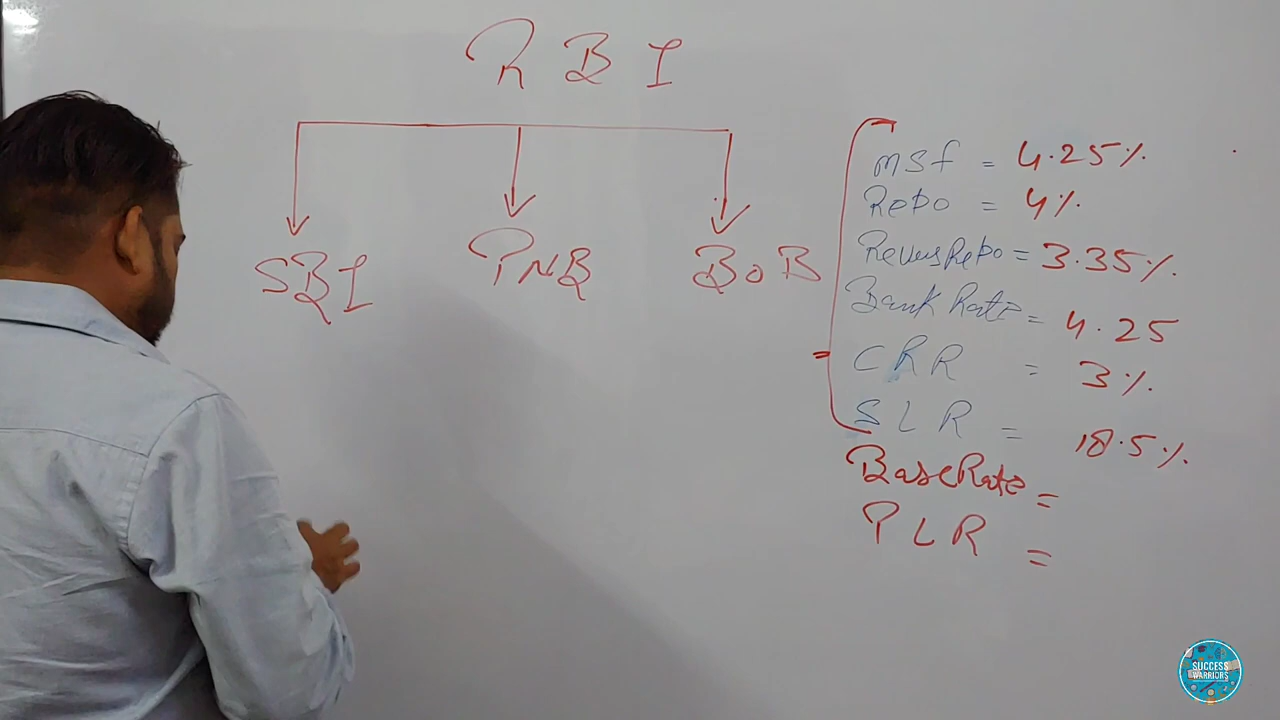 RBI
SBI PNB BOB
MSF = 4.25%
Repo = 4%
Revers Repo = 3.35%
Bank Rate = 4.25
CRR = 3%
SLR = 18.5%
Base Rate =
PLR =
SUCCESS
WARRIORS